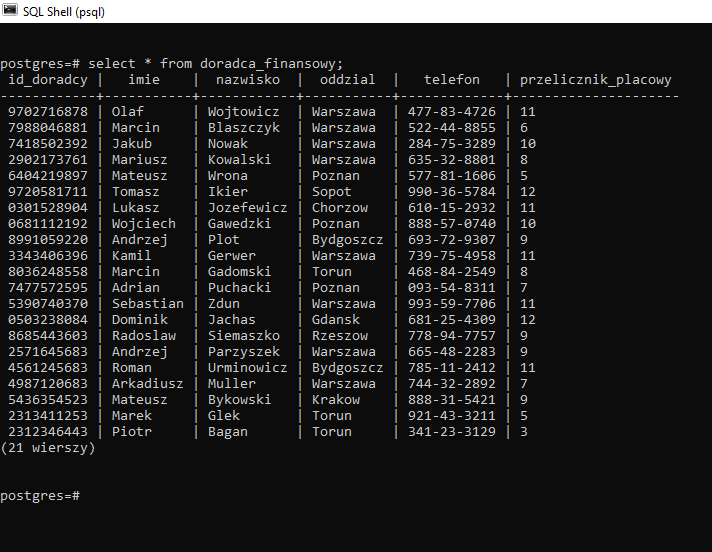 SQL Shell (psql)
postgres=# select * from doradca_finansowy;
 id_doradcy |   imie    |  nazwisko  |  oddzial  |   telefon   | przelicznik_placowy
------------+-----------+------------+-----------+-------------+---------------------
 9702716878 | Olaf      | Wojtowicz  | Warszawa  | 477-83-4726 | 11
 7988046881 | Marcin    | Blaszczyk  | Warszawa  | 522-44-8855 | 6
 7418502392 | Jakub     | Nowak      | Warszawa  | 284-75-3289 | 10
 2902173761 | Mariusz   | Kowalski   | Warszawa  | 635-32-8801 | 8
 6404219897 | Mateusz   | Wrona      | Poznan    | 577-81-1606 | 5
 9720581711 | Tomasz    | Ikier      | Sopot     | 990-36-5784 | 12
 0301528904 | Lukasz    | Jozefewicz | Chorzow   | 610-15-2932 | 11
 0681112192 | Wojciech  | Gawedzki   | Poznan    | 888-57-0740 | 10
 8991059220 | Andrzej   | Plot       | Bydgoszcz | 693-72-9307 | 9
 3343406396 | Kamil     | Gerwer     | Warszawa  | 739-75-4958 | 11
 8036248558 | Marcin    | Gadomski   | Torun     | 468-84-2549 | 8
 7477572595 | Adrian    | Puchacki   | Poznan    | 093-54-8311 | 7
 5390740370 | Sebastian | Zdun       | Warszawa  | 993-59-7706 | 11
 0503238084 | Dominik   | Jachas     | Gdansk    | 681-25-4309 | 12
 8685443603 | Radoslaw  | Siemaszko  | Rzeszow   | 778-94-7757 | 9
 2571645683 | Andrzej   | Parzyszek  | Warszawa  | 665-48-2283 | 9
 4561245683 | Roman     | Urminowicz | Bydgoszcz | 785-11-2412 | 11
 4987120683 | Arkadiusz | Muller     | Warszawa  | 744-32-2892 | 7
 5436354523 | Mateusz   | Bykowski   | Krakow    | 888-31-5421 | 9
 2313411253 | Marek     | Glek       | Torun     | 921-43-3211 | 5
 2312346443 | Piotr     | Bagan      | Torun     | 341-23-3129 | 3
(21 wierszy)
postgres=#